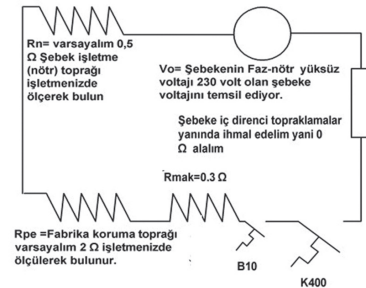 Rn= varsayalım 0,5
Ω Şebek işletme
(nötr) toprağı
işletmenizde
ölçerek bulun
Vo= Şebekenin Faz-nötr yüksüz
voltajı 230 volt olan şebeke
voltajını temsil ediyor.
Şebeke iç direnci topraklamalar
yanında ihmal edelim yani 0
Ω alalım
Rmak=0.3 Ω
Rpe =Fabrika koruma toprağı
varsayalım 2 Ω işletmenizde
ölçülerek bulunur.
B10
K400